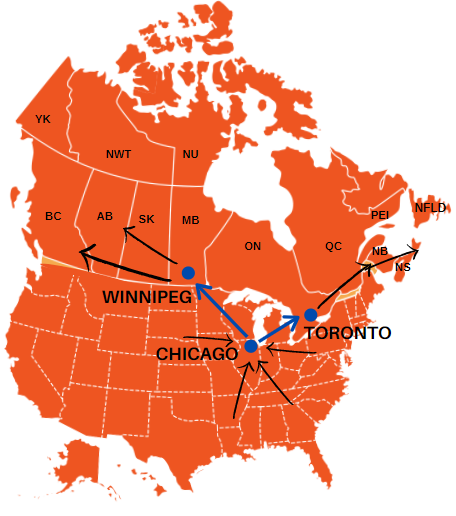 YK
NWT
NU
BC
AB
SK
MB
ON
QC
PEI
NFLD
NB
NS
WINNIPEG
TORONTO
CHICAGO